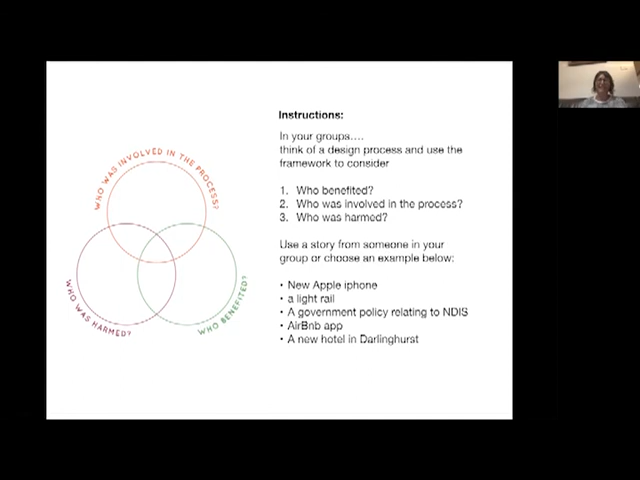 Instructions:
In your groups....
think of a design process and use the
framework to consider
1. Who benefited?
2. Who was involved in the process?
3. Who was harmed?
Use a story from someone in your
group or choose an example below:
• New Apple iphone
• a light rail
• A government policy relating to NDIS
• AirBnb app
• A new hotel in Darlinghurst
WHO WAS INVOLVED IN THE PROCESS?
WHO WAS HARMED?
WHO BENEFITED?